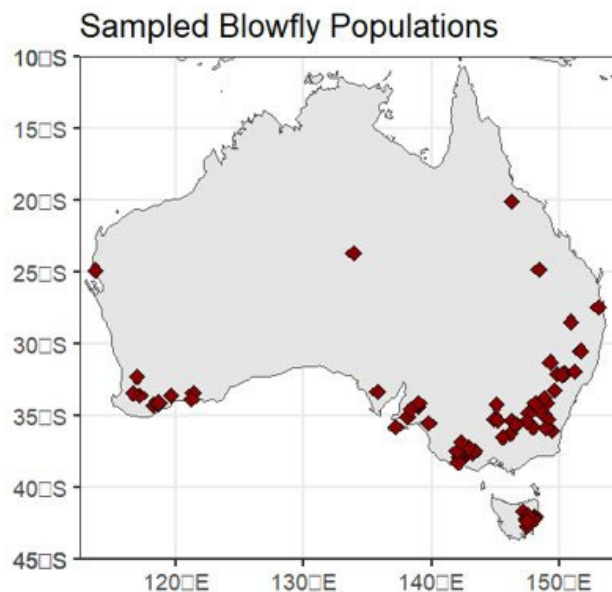 Sampled Blowfly Populations
10□S
15□S
20□S
25□S
30□S
35□S
40□S
45□S
120□E
130□E
140□E
150□E